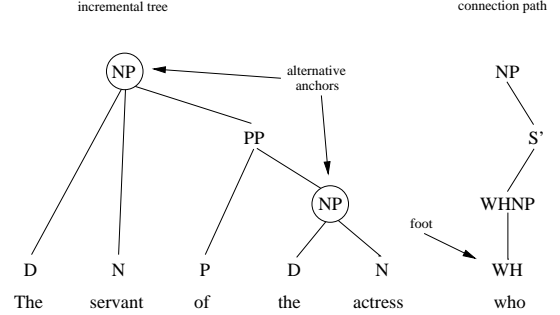 incremental tree connection path
NP alternative anchors NP
PP S'
NP WHNP
foot
D N P D N WH
The servant of the actress who